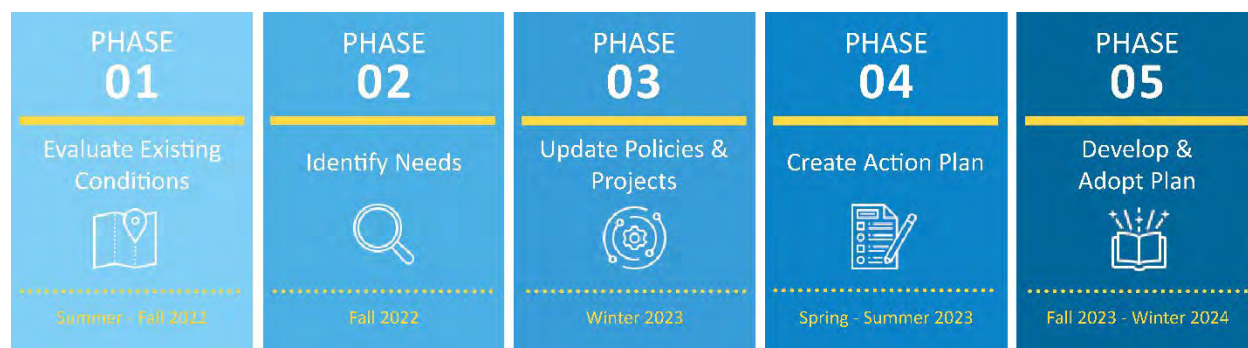 PHASE
01
Evaluate Existing
Conditions
Summer - Fall 2022
PHASE
02
Identify Needs
Fall 2022
PHASE
03
Update Policies &
Projects
Winter 2023
PHASE
04
Create Action Plan
Spring - Summer 2023
PHASE
05
Develop &
Adopt Plan
Fall 2023 - Winter 2024